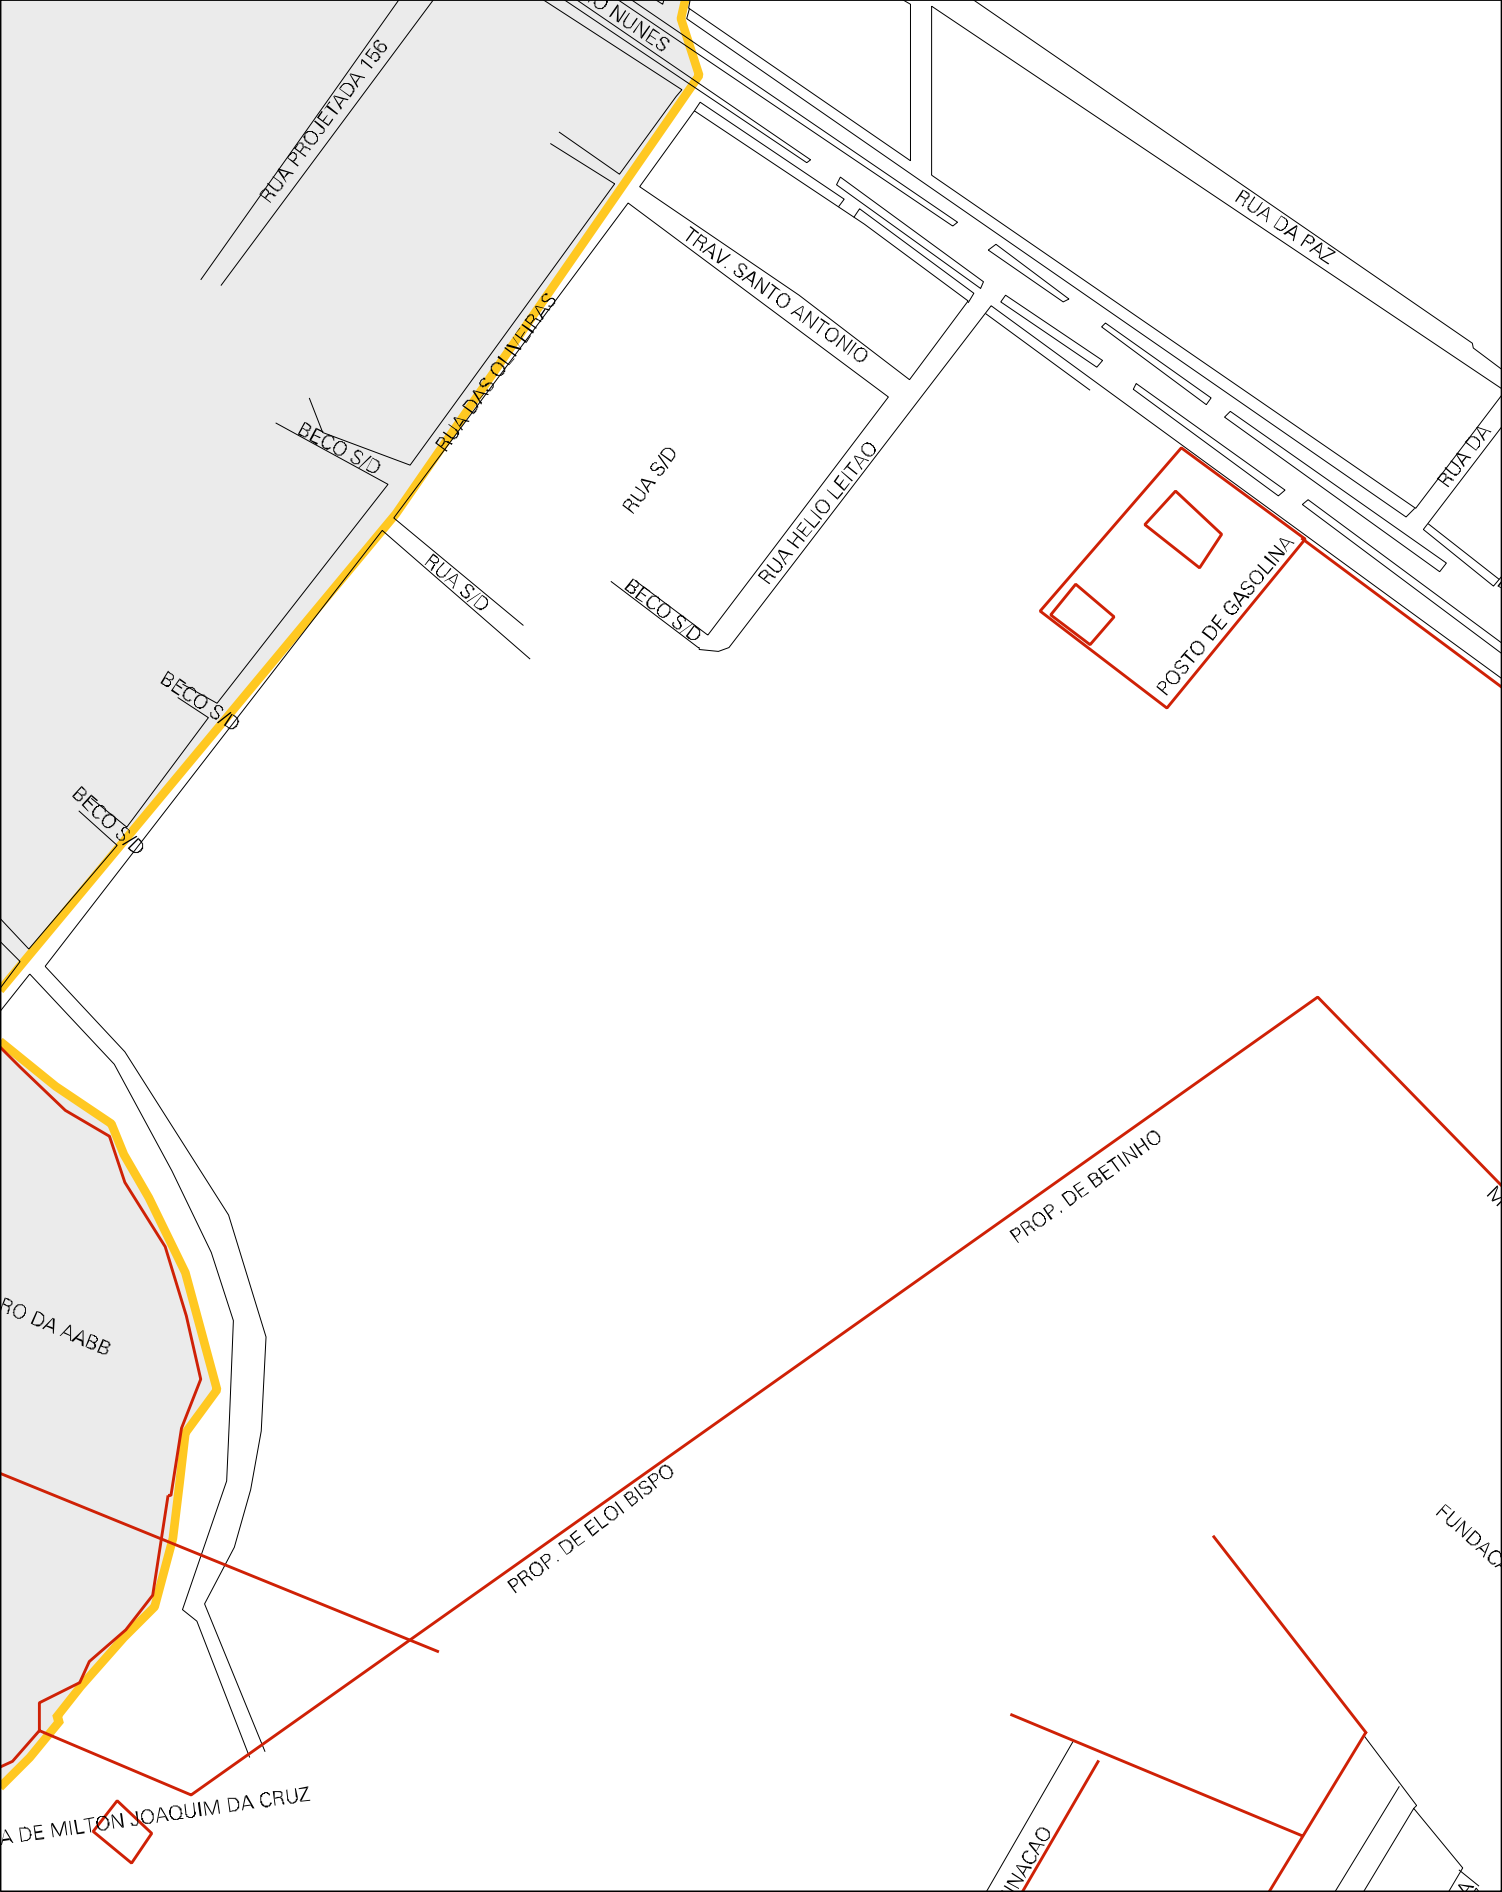 NUNES
RUA PROJETADA 156
RUA DA PAZ
TRAV. SANTO ANTONIO
RUA DAS OLIVEIRAS
BECO S/D
RUA S/D
RUA HELIO LEITAO
RUA DA
RUA S/D
BECO S/D
POSTO DE GASOLINA
BECO S/D
BECO S/D
PROP. DE BETINHO
RO DA AABB
PROP. DE ELOI BISPO
FUNDAC
A DE MILTON JOAQUIM DA CRUZ
NACAO